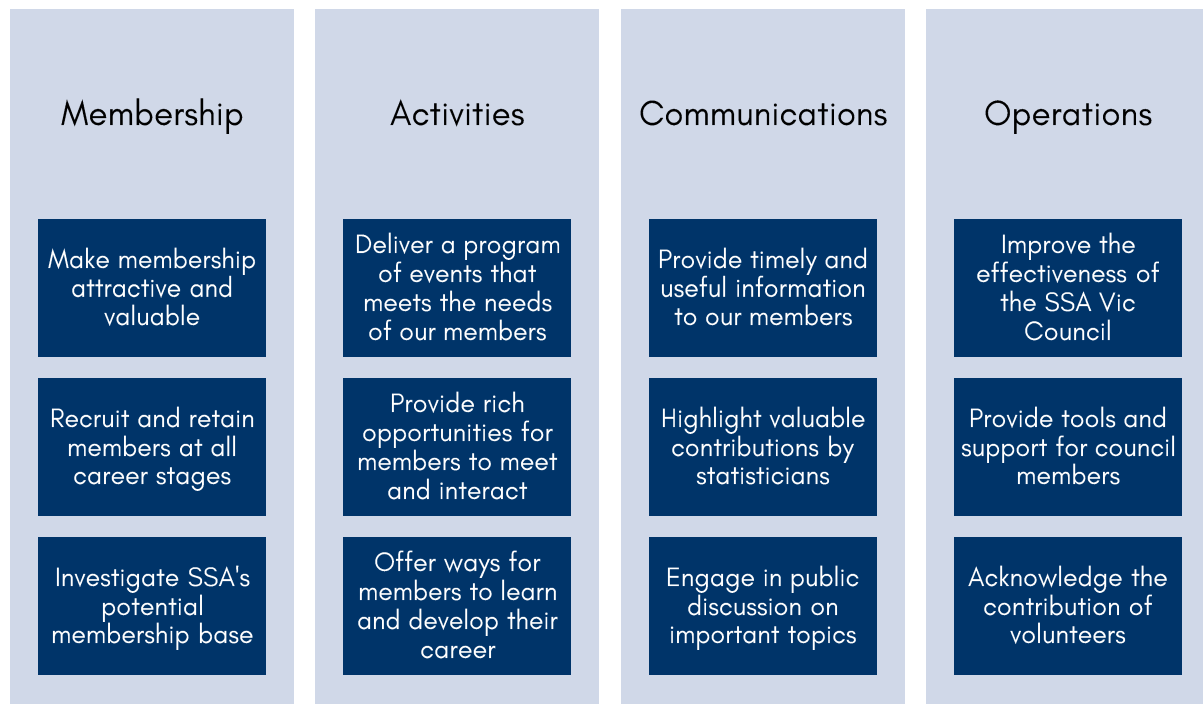 Membership
Make membership
attractive and
valuable
Recruit and retain
members at all
career stages
Investigate SSA's
potential
membership base
Activities
Deliver a program
of events that
meets the needs
of our members
Provide rich
opportunities for
members to meet
and interact
Offer ways for
members to learn
and develop their
career
Communications
Provide timely and
useful information
to our members
Highlight valuable
contributions by
statisticians
Engage in public
discussion on
important topics
Operations
Improve the
effectiveness of
the SSA Vic
Council
Provide tools and
support for council
members
Acknowledge the
contribution of
volunteers